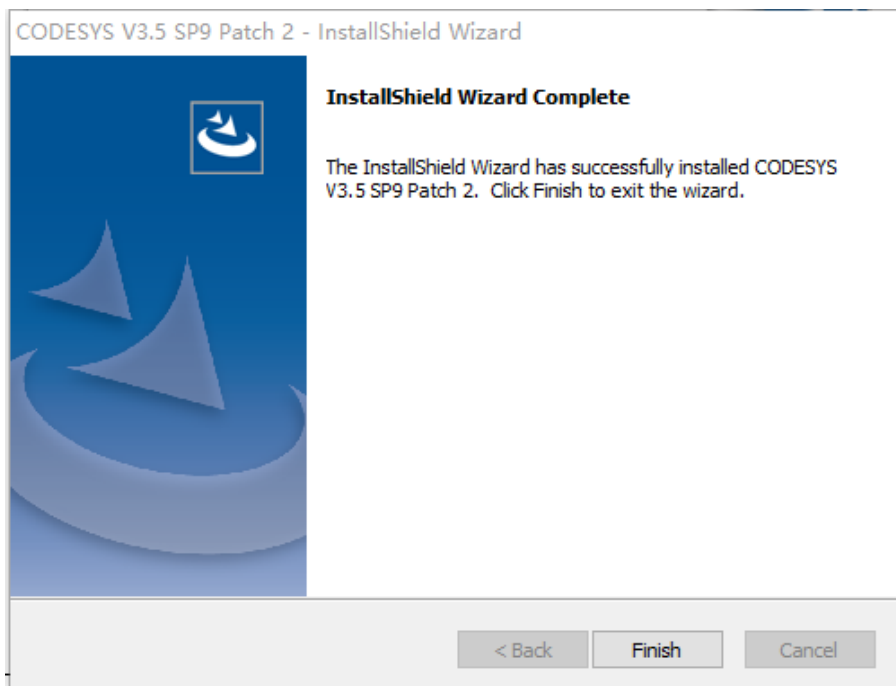 CODESYS V3.5 SP9 Patch 2 - InstallShield Wizard
InstallShield Wizard Complete
The InstallShield Wizard has successfully installed CODESYS
V3.5 SP9 Patch 2. Click Finish to exit the wizard.
< Back
Finish
Cancel